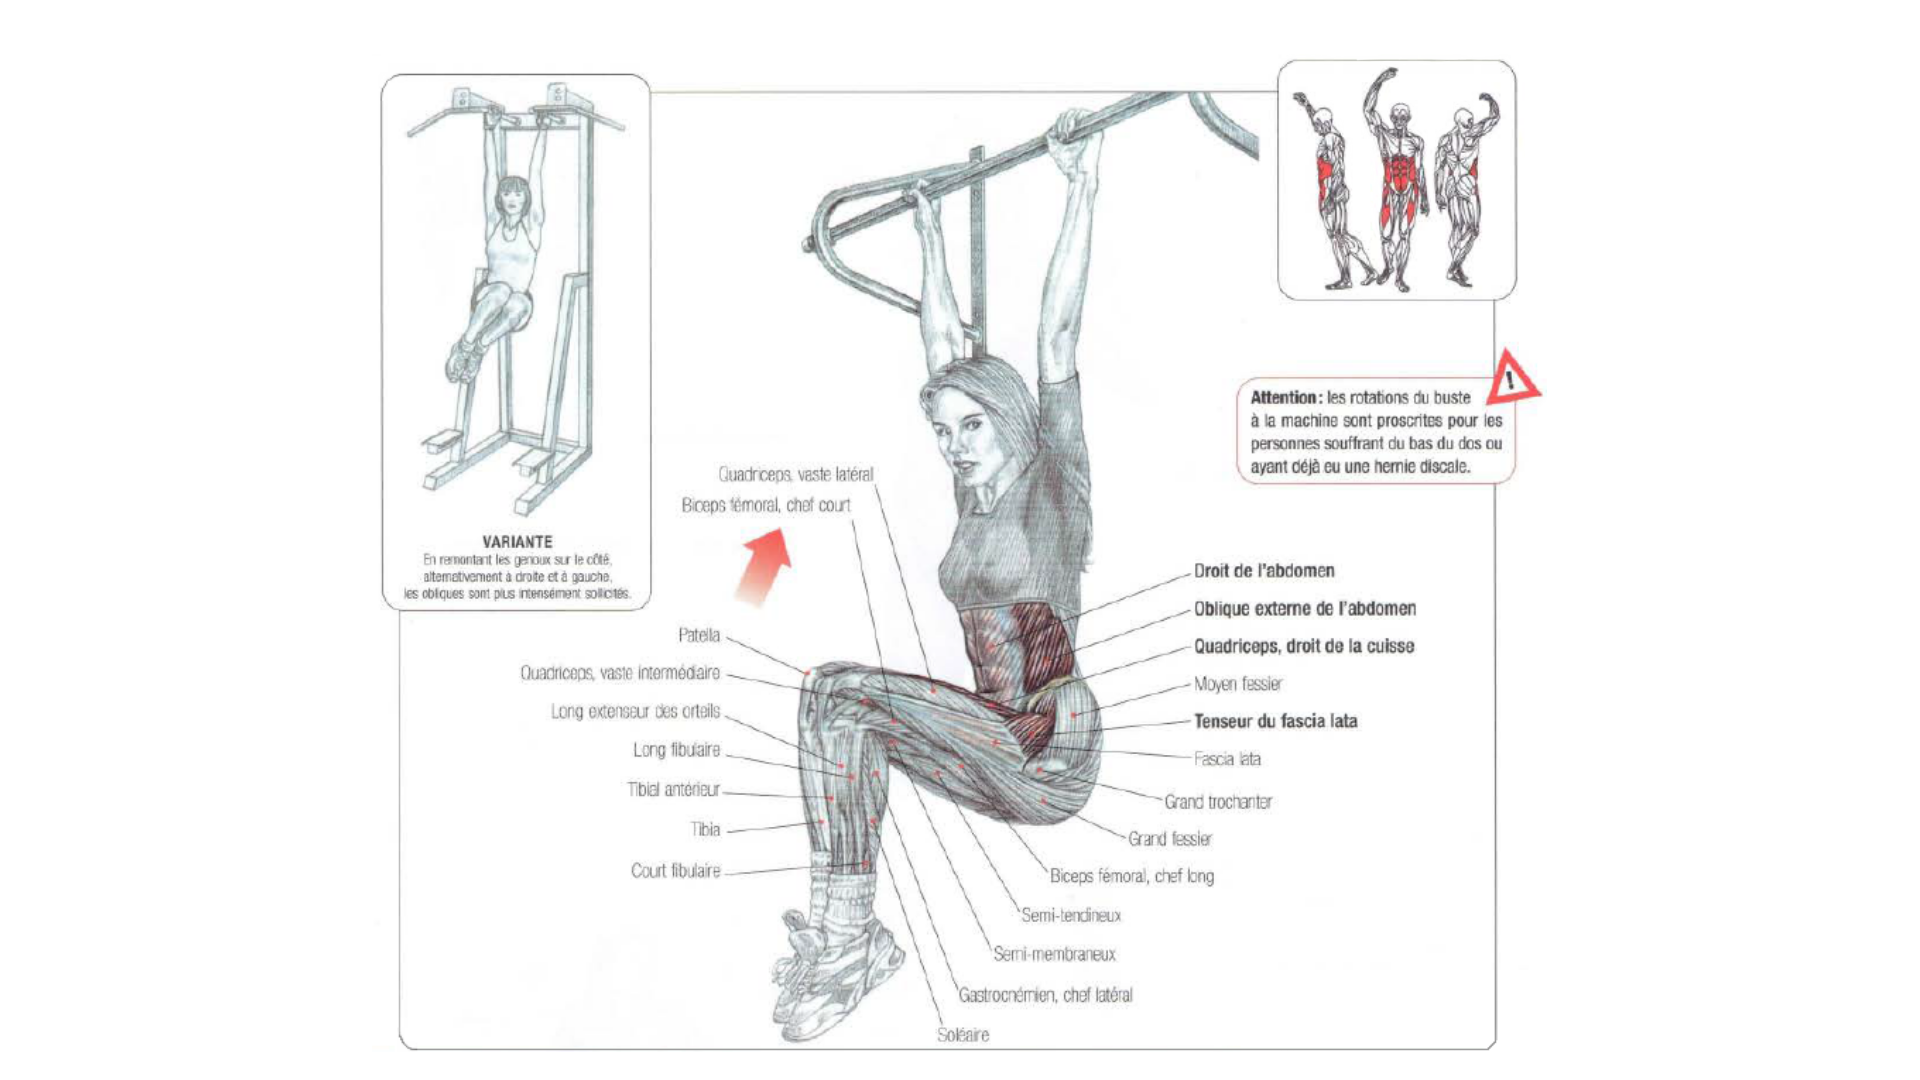 VARIANTE
En remontant les genoux sur le côté,
alternativement à droite et à gauche,
les obliques sont plus intensément sollicités.
!
Attention : les rotations du buste
à la machine sont proscrites pour les
personnes souffrant du bas du dos ou
ayant déjà eu une hernie discale.
Quadriceps, vaste latéral
Biceps fémoral, chef court
Patella
Quadriceps, vaste intermédiaire
Long extenseur des orteils
Long fibulaire
Tibial antérieur
Tibia
Court fibulaire
Droit de l'abdomen
Oblique externe de l'abdomen
Quadriceps, droit de la cuisse
Moyen fessier
Tenseur du fascia lata
Fascia lata
Grand trochanter
Grand fessier
Biceps fémoral, chef long
Semi-tendineux
Semi-membraneux
Gastrocnémien, chef latéral
Soléaire